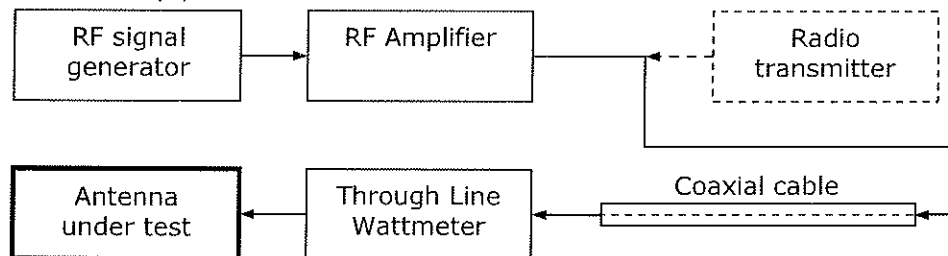 RF signal
generator
RF Amplifier
Radio
transmitter
Antenna
under test
Through Line
Wattmeter
Coaxial cable